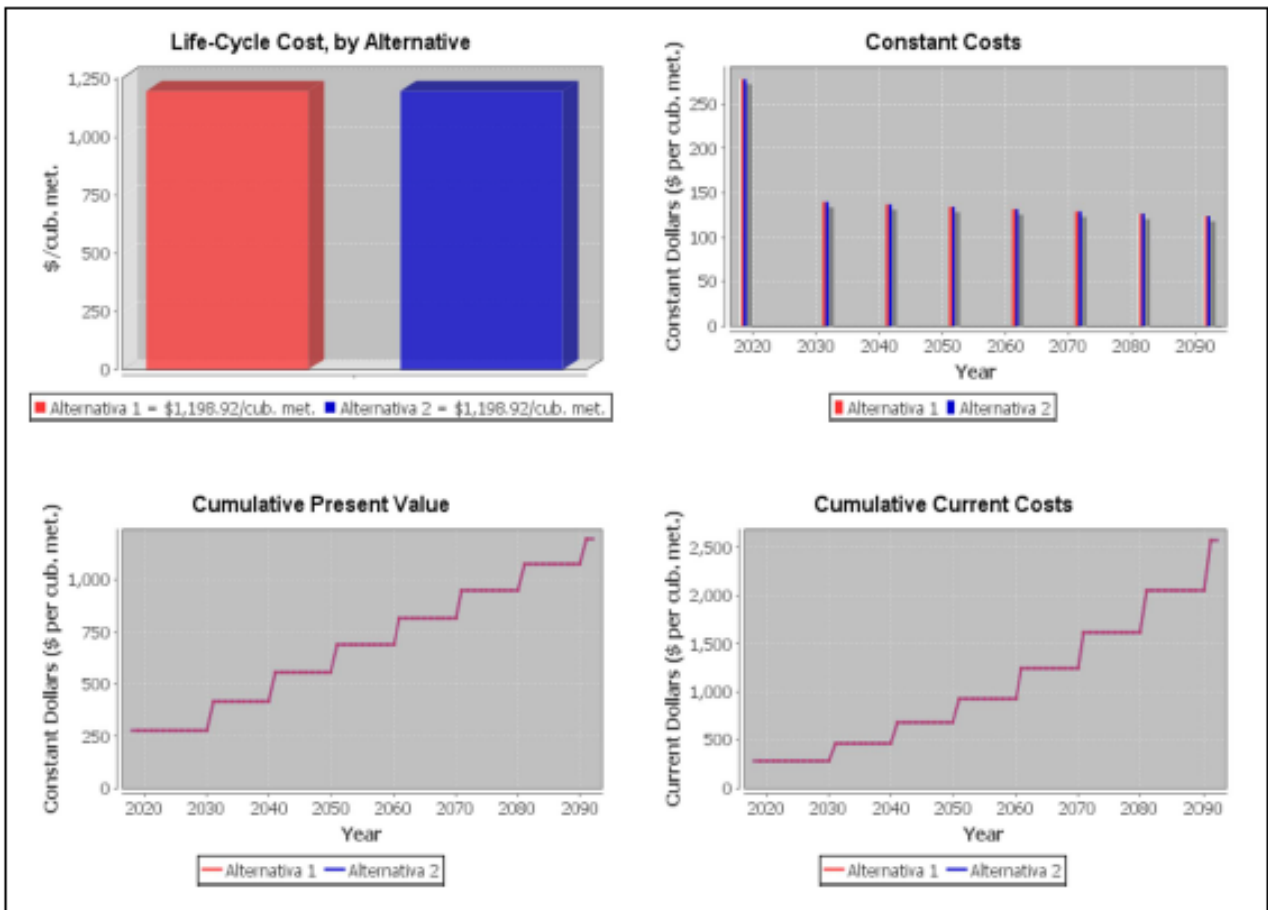 Life-Cycle Cost, by Alternative
$/cub. met.
1,250
1,000
750
500
250
0
Alternativa 1 = $1,198.92/cub. met. Alternativa 2 = $1,198.92/cub. met.
Constant Costs
Constant Dollars ($ per cub. met.)
250
200
150
100
50
0
2020 2030 2040 2050 2060 2070 2080 2090
Year
Alternativa 1 Alternativa 2
Cumulative Present Value
Constant Dollars ($ per cub. met.)
1,000
750
500
250
0
2020 2030 2040 2050 2060 2070 2080 2090
Year
Alternativa 1 Alternativa 2
Cumulative Current Costs
Current Dollars ($ per cub. met.)
2,500
2,000
1,500
1,000
500
0
2020 2030 2040 2050 2060 2070 2080 2090
Year
Alternativa 1 Alternativa 2